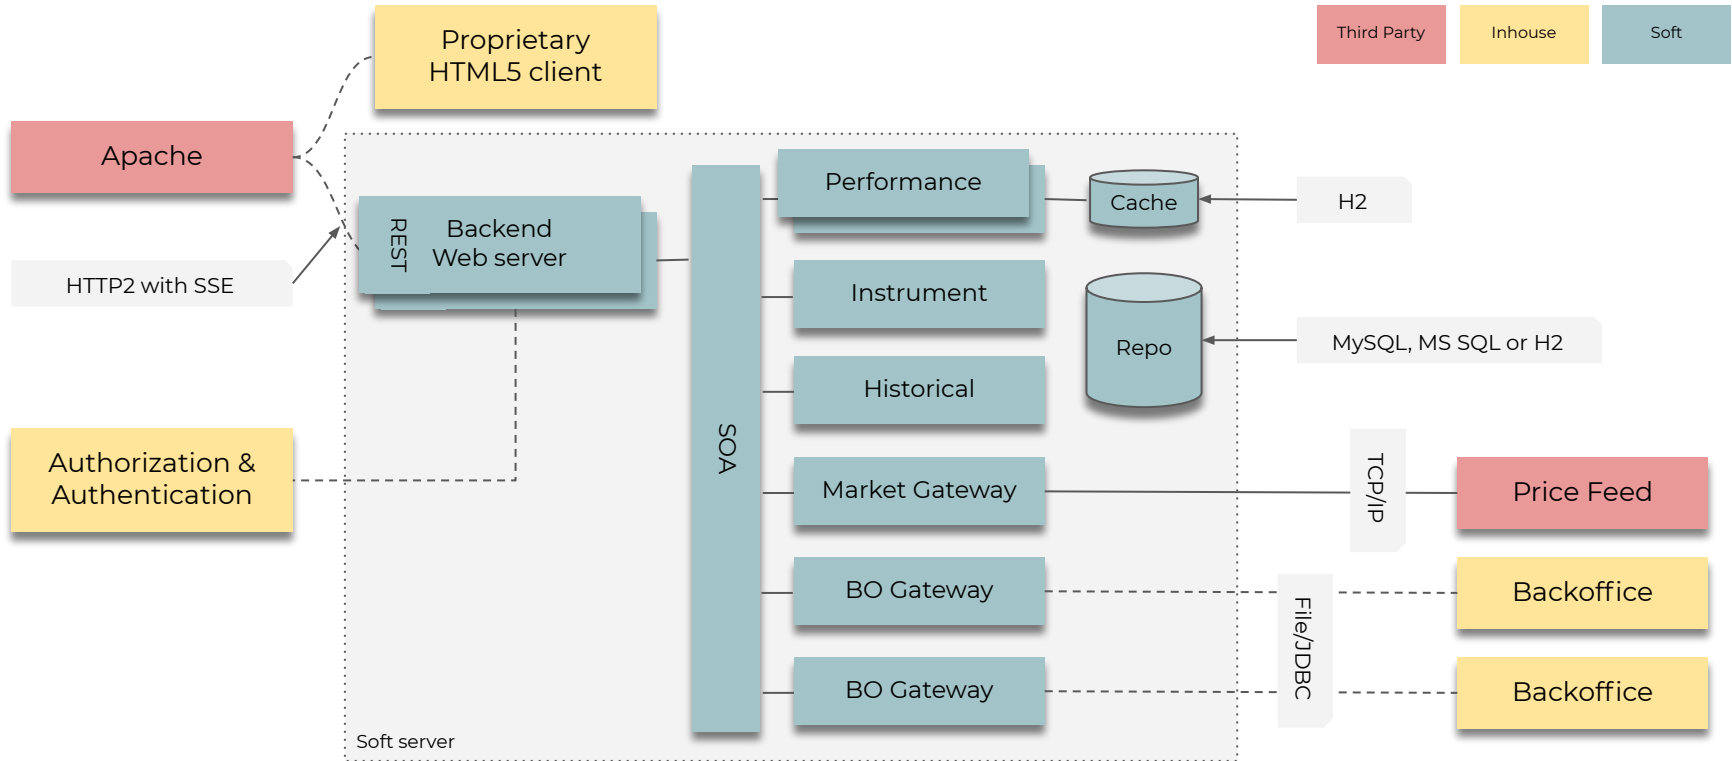 Proprietary
HTML5 client
Third Party
Inhouse
Soft
Apache
REST
Backend
Web server
HTTP2 with SSE
Authorization &
Authentication
SOA
Performance
Cache
H2
Instrument
Repo
MySQL, MS SQL or H2
Historical
Market Gateway
TCP/IP
Price Feed
BO Gateway
File/JDBC
Backoffice
BO Gateway
Backoffice
Soft server